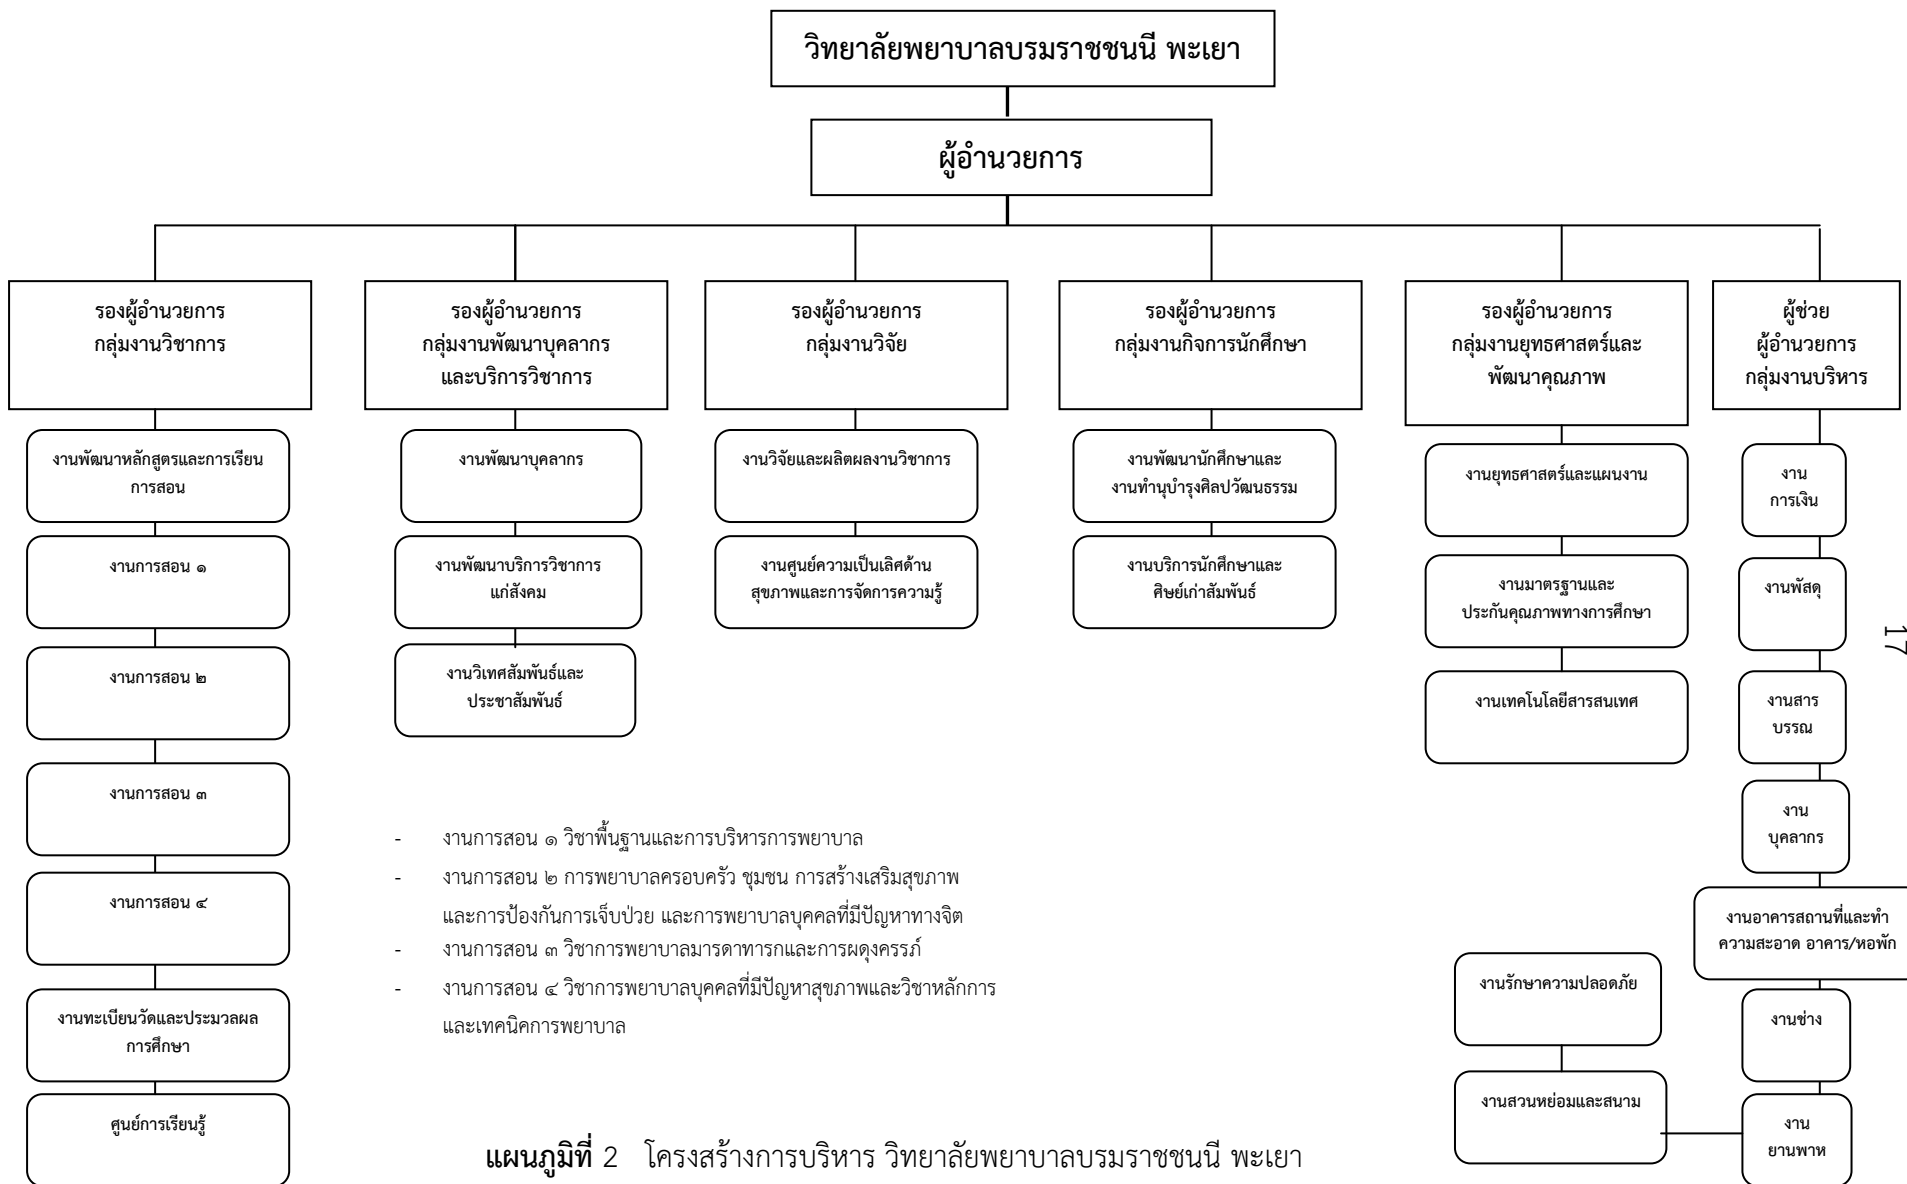 วิทยาลัยพยาบาลบรมราชชนนี พะเยา
ผู้อำนวยการ
รองผู้อำนวยการ
กลุ่มงานวิชาการ
รองผู้อำนวยการ
กลุ่มงานพัฒนาบุคลากร
และบริการวิชาการ
รองผู้อำนวยการ
กลุ่มงานวิจัย
รองผู้อำนวยการ
กลุ่มงานกิจการนักศึกษา
รองผู้อำนวยการ
กลุ่มงานยุทธศาสตร์และ
พัฒนาคุณภาพ
ผู้ช่วย
ผู้อำนวยการ
กลุ่มงานบริหาร
งานพัฒนาหลักสูตรและการเรียน
การสอน
งานการสอน ๑
งานการสอน ๒
งานการสอน ๓
งานการสอน ๔
งานทะเบียนวัดและประมวลผล
การศึกษา
ศูนย์การเรียนรู้
งานพัฒนาบุคลากร
งานพัฒนาบริการวิชาการ
แก่สังคม
งานวิเทศสัมพันธ์และ
ประชาสัมพันธ์
งานวิจัยและผลิตผลงานวิชาการ
งานศูนย์ความเป็นเลิศด้าน
สุขภาพและการจัดการความรู้
งานพัฒนานักศึกษาและ
งานทำนุบำรุงศิลปวัฒนธรรม
งานบริการนักศึกษาและ
ศิษย์เก่าสัมพันธ์
งานยุทธศาสตร์และแผนงาน
งานมาตรฐานและ
ประกันคุณภาพทางการศึกษา
งานเทคโนโลยีสารสนเทศ
งาน
การเงิน
งานพัสดุ
งานสาร
บรรณ
งาน
บุคลากร
งานอาคารสถานที่และทำ
ความสะอาด อาคาร/หอพัก
งานช่าง
งาน
ยานพาห
งานสวนหย่อมและสนาม
งานรักษาความปลอดภัย
17
- งานการสอน ๑ วิชาพื้นฐานและการบริหารการพยาบาล
- งานการสอน ๒ การพยาบาลครอบครัว ชุมชน การสร้างเสริมสุขภาพ
และการป้องกันการเจ็บป่วย และการพยาบาลบุคคลที่มีปัญหาทางจิต
- งานการสอน ๓ วิชาการพยาบาลมารดาทารกและการผดุงครรภ์
- งานการสอน ๔ วิชาการพยาบาลบุคคลที่มีปัญหาสุขภาพและวิชาหลักการ
และเทคนิคการพยาบาล
แผนภูมิที่ 2 โครงสร้างการบริหาร วิทยาลัยพยาบาลบรมราชชนนี พะเยา